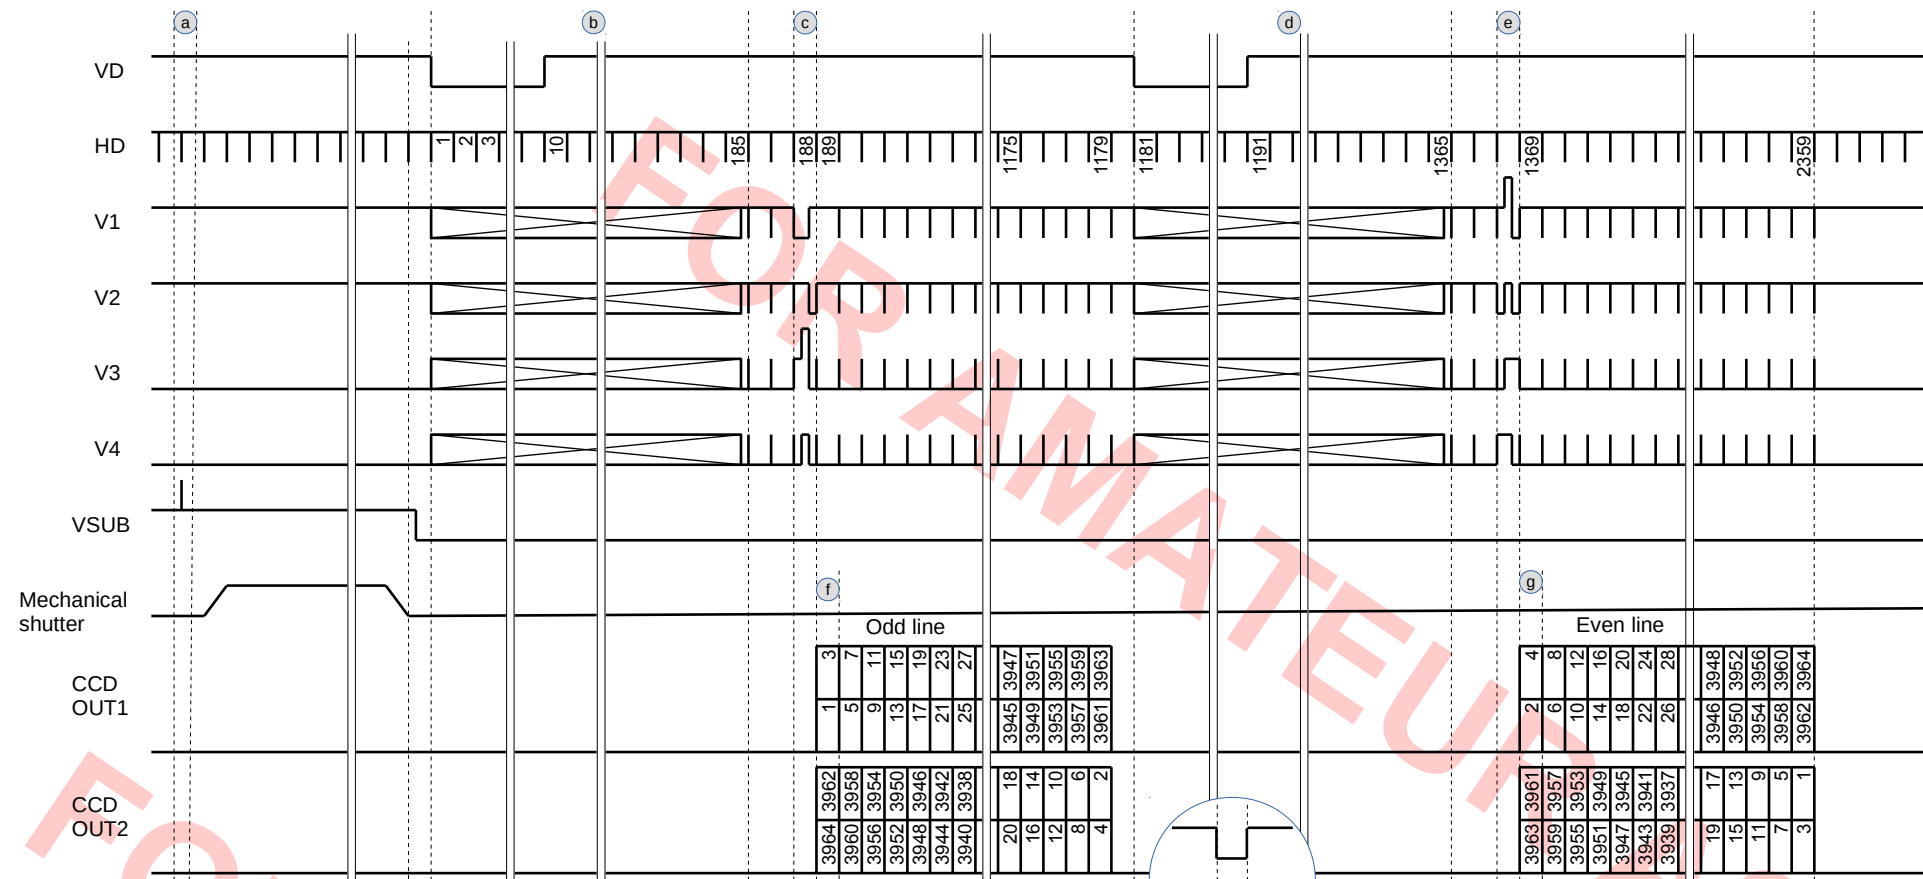 a b c d e
VD
HD 1 2 3 10 185 188 189 1175 1179 1181 1191 1365 1369 2359
V1
V2
V3
V4
VSUB
Mechanical
shutter
f g
Odd line Even line
CCD
OUT1
3 7 11 15 19 23 27 3947 3951 3955 3959 3963 4 8 12 16 20 24 28 3948 3952 3956 3960 3964
1 5 9 13 17 21 25 3945 3949 3953 3957 3961 2 6 10 14 18 22 26 3946 3950 3954 3958 3962
CCD
OUT2
3962 3958 3954 3950 3946 3942 3938 18 14 10 6 2 3961 3957 3953 3949 3945 3941 3937 17 13 9 5 1
3964 3960 3956 3952 3948 3944 3940 20 16 12 8 4 3963 3959 3955 3951 3947 3943 3939 19 15 11 7 3
FOR AMATEUR
FO